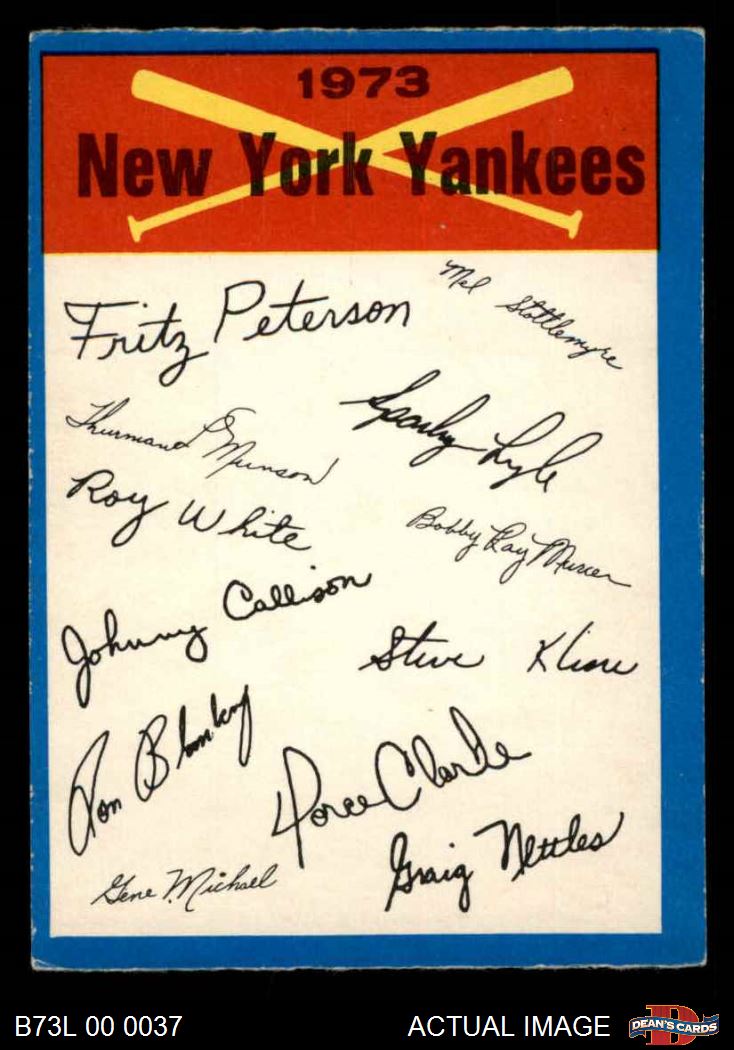 1973
New York Yankees
Mel Stottlemyre
Fritz Peterson
Sparky Lyle
Thurman Munson
Roy White
Bobby Ray Murcer
Johnny Callison
Steve Kline
Ron Blomberg
Horace Clarke
Graig Nettles
Gene Michael
B73L 00 0037
ACTUAL IMAGE
DEAN'S CARDS